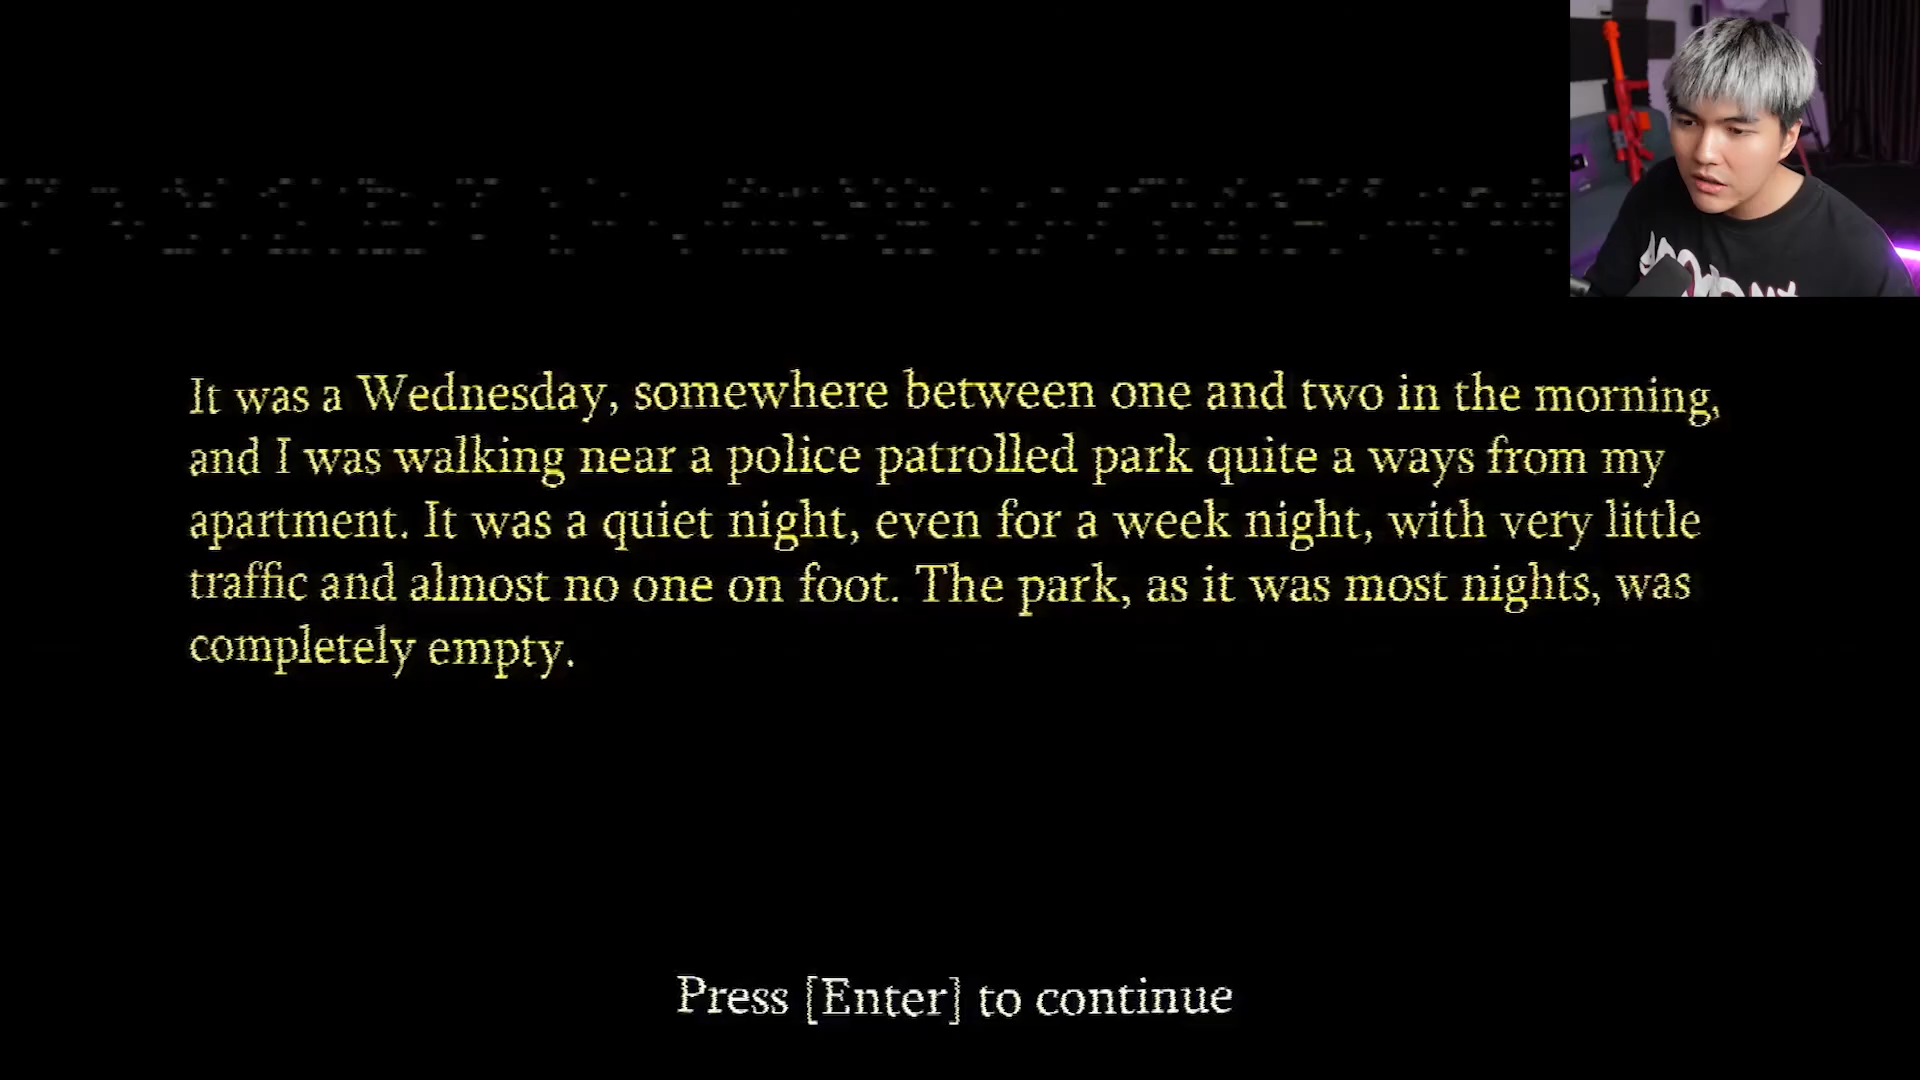 It was a Wednesday, somewhere between one and two in the morning,
and I was walking near a police patrolled park quite a ways from my
apartment. It was a quiet night, even for a week night, with very little
traffic and almost no one on foot. The park, as it was most nights, was
completely empty.
Press [Enter] to continue